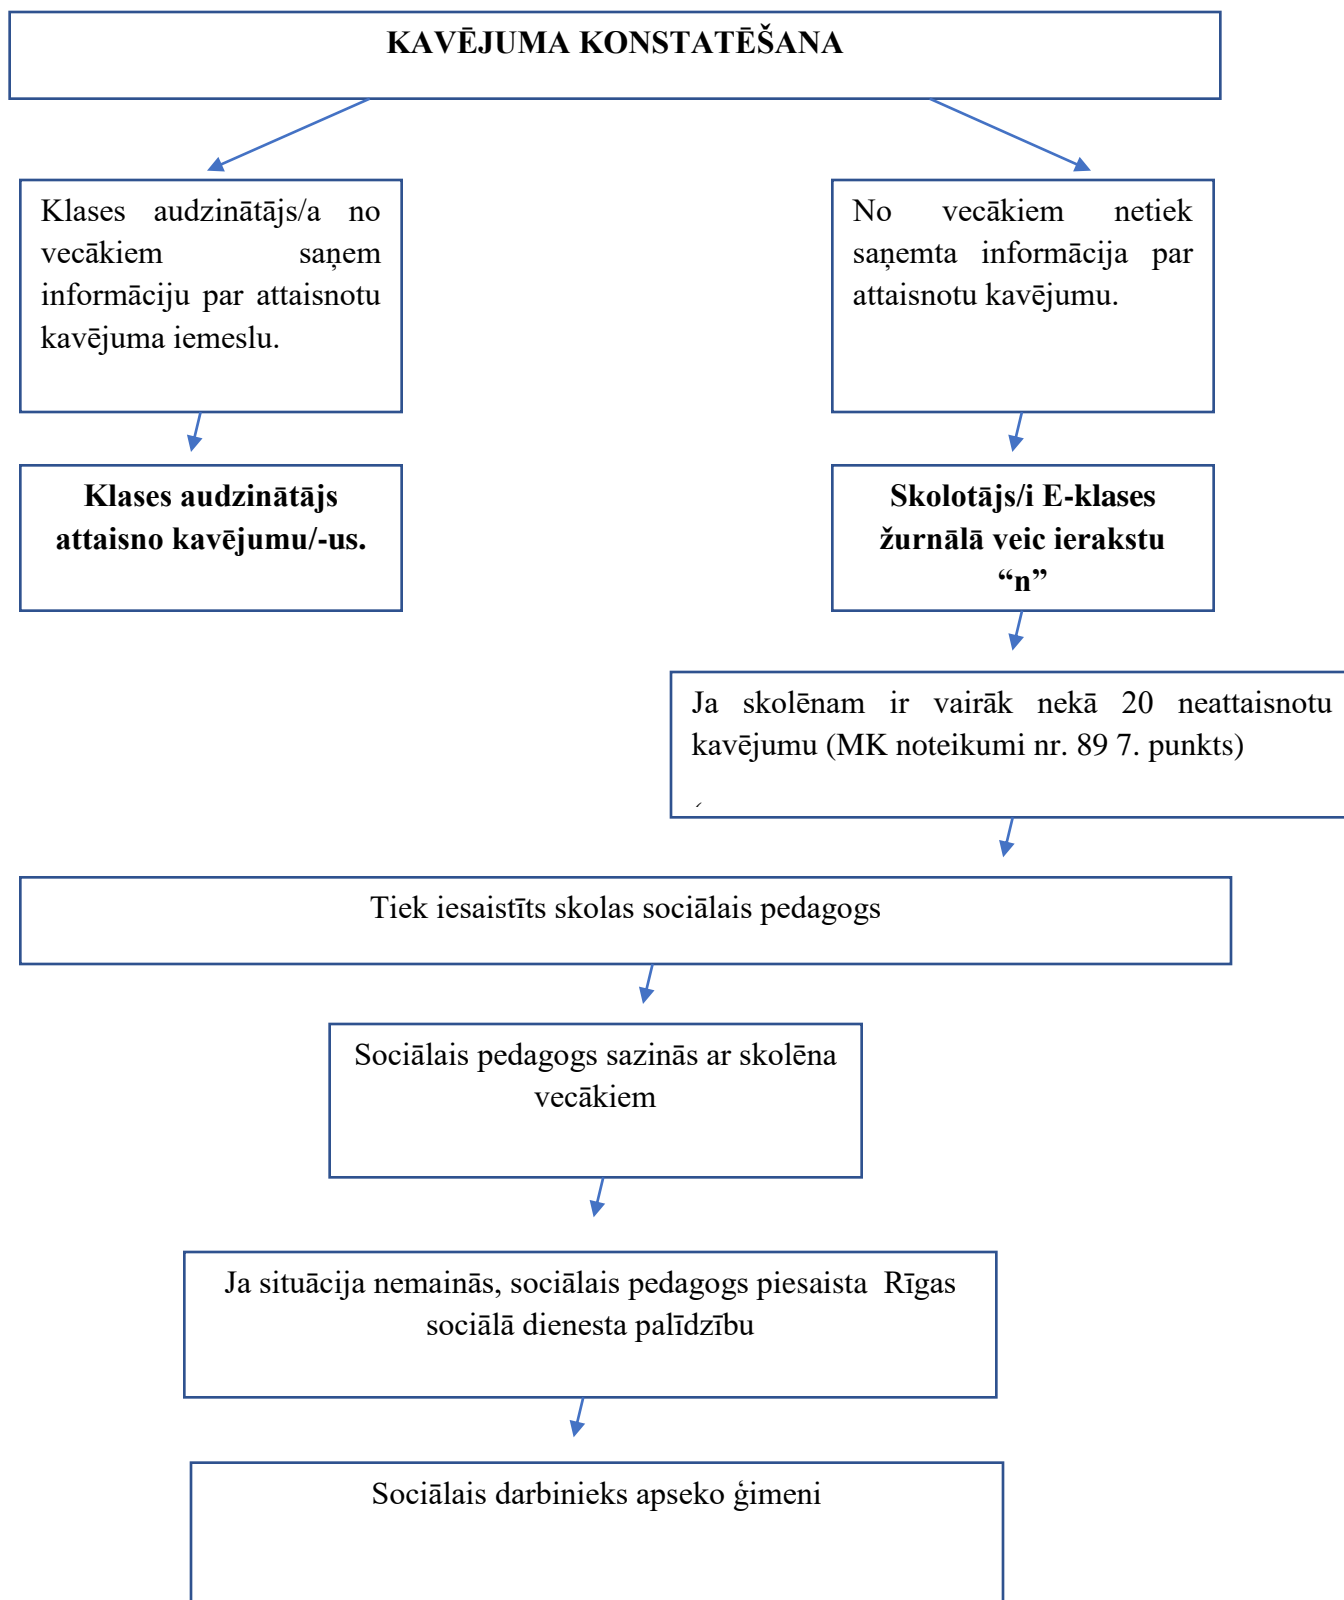 KAVĒJUMA KONSTATĒŠANA
Klases audzinātājs/a no
vecākiem saņem
informāciju par attaisnotu
kavējuma iemeslu.
No vecākiem netiek
saņemta informācija par
attaisnotu kavējumu.
Klases audzinātājs
attaisno kavējumu/-us.
Skolotājs/i E-klases
žurnālā veic ierakstu
“n”
Ja skolēnam ir vairāk nekā 20 neattaisnotu
kavējumu (MK noteikumi nr. 89 7. punkts)
Tiek iesaistīts skolas sociālais pedagogs
Sociālais pedagogs sazinās ar skolēna
vecākiem
Ja situācija nemainās, sociālais pedagogs piesaista Rīgas
sociālā dienesta palīdzību
Sociālais darbinieks apseko ģimeni